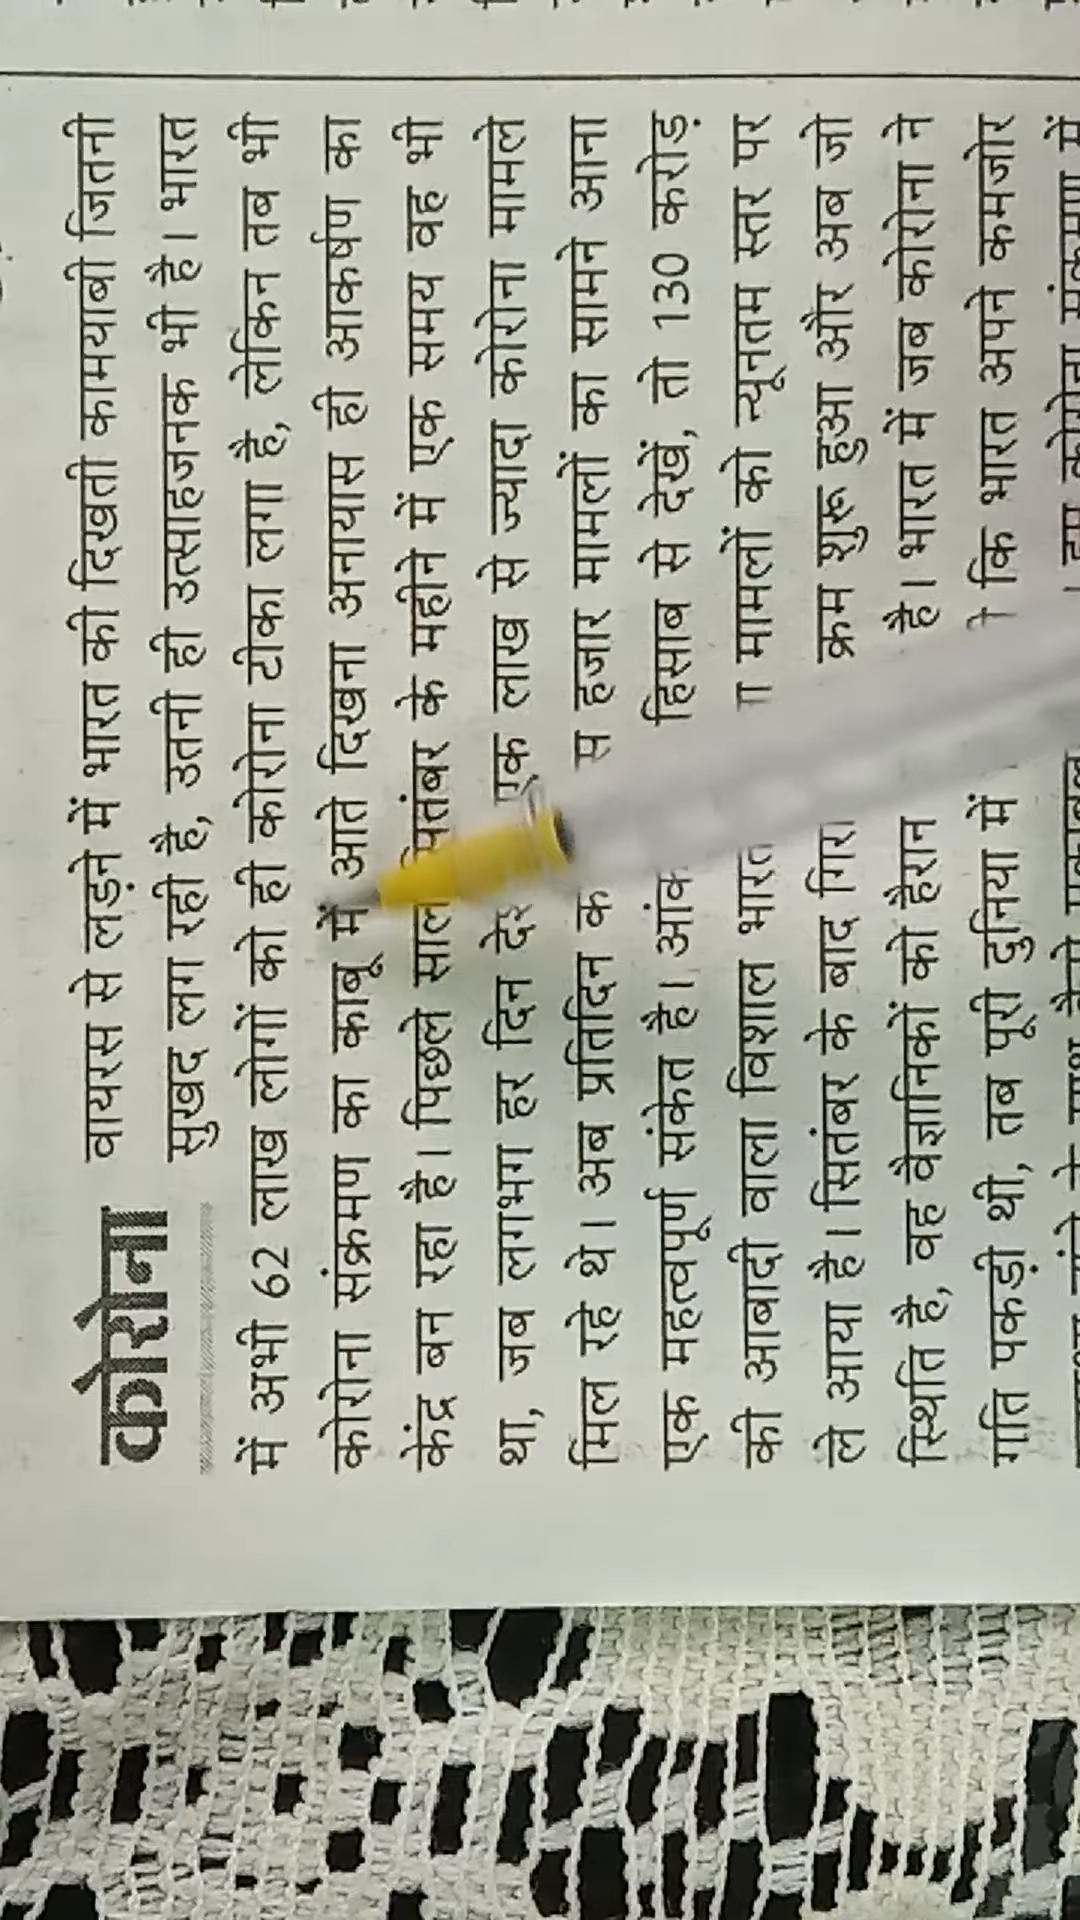 कोरोना वायरस से लड़ने में भारत की दिखती कामयाबी जितनी
सुखद लग रही है, उतनी ही उत्साहजनक भी है। भारत
में अभी 62 लाख लोगों को ही कोरोना टीका लगा है, लेकिन तब भी
कोरोना संक्रमण का काबू में आते दिखना अनायास ही आकर्षण का
केंद्र बन रहा है। पिछले साल सितंबर के महीने में एक समय वह भी
था, जब लगभग हर दिन एक लाख से ज्यादा कोरोना मामले
मिल रहे थे। अब प्रतिदिन हजार मामलों का सामने आना
एक महत्वपूर्ण संकेत है। हिसाब से देखें, तो 130 करोड़
की आबादी वाला विशाल भारत मामलों को न्यूनतम स्तर पर
ले आया है। सितंबर के बाद क्रम शुरू हुआ और अब जो
स्थिति है, वह वैज्ञानिकों को हैरान है। भारत में जब कोरोना ने
गति पकड़ी थी, तब पूरी दुनिया में कि भारत अपने कमजोर